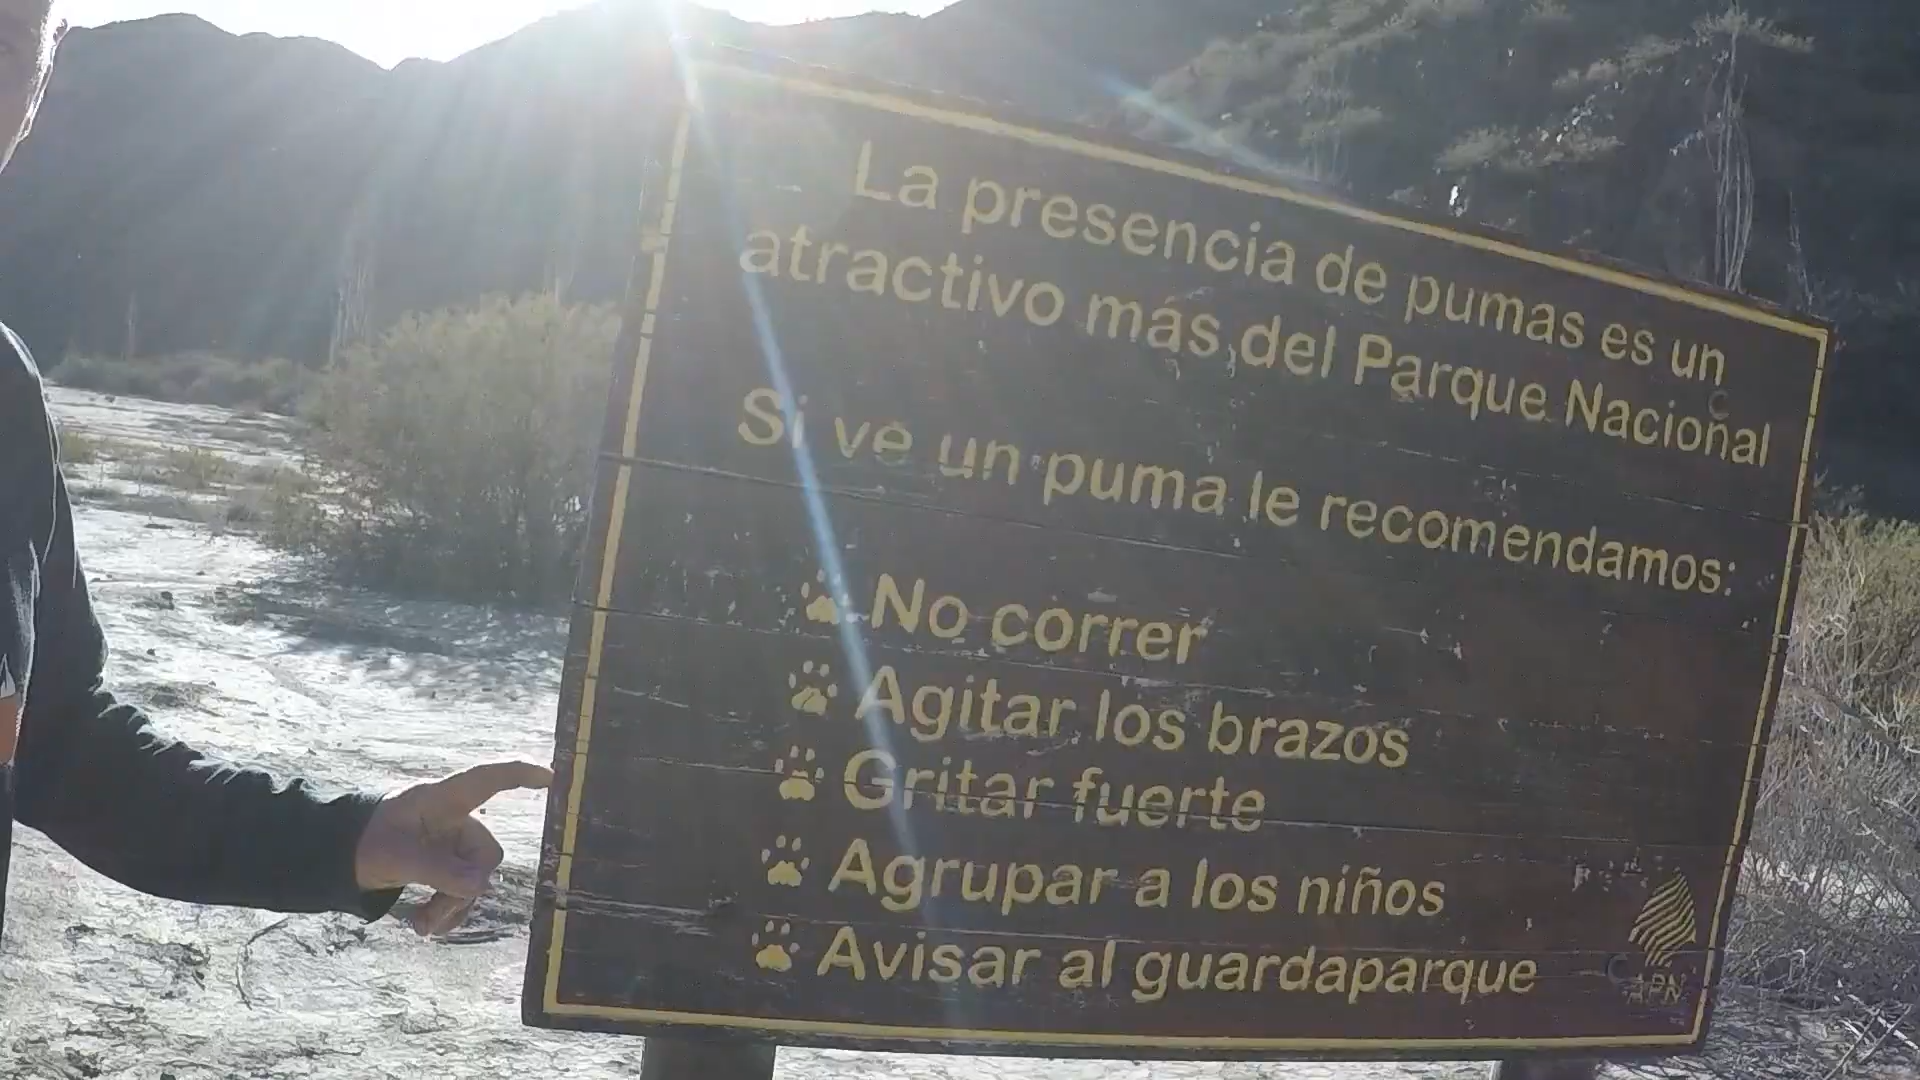 La presencia de pumas es un
atractivo más del Parque Nacional
Si ve un puma le recomendamos:
No correr
Agitar los brazos
Gritar fuerte
Agrupar a los niños
Avisar al guardaparque
APN